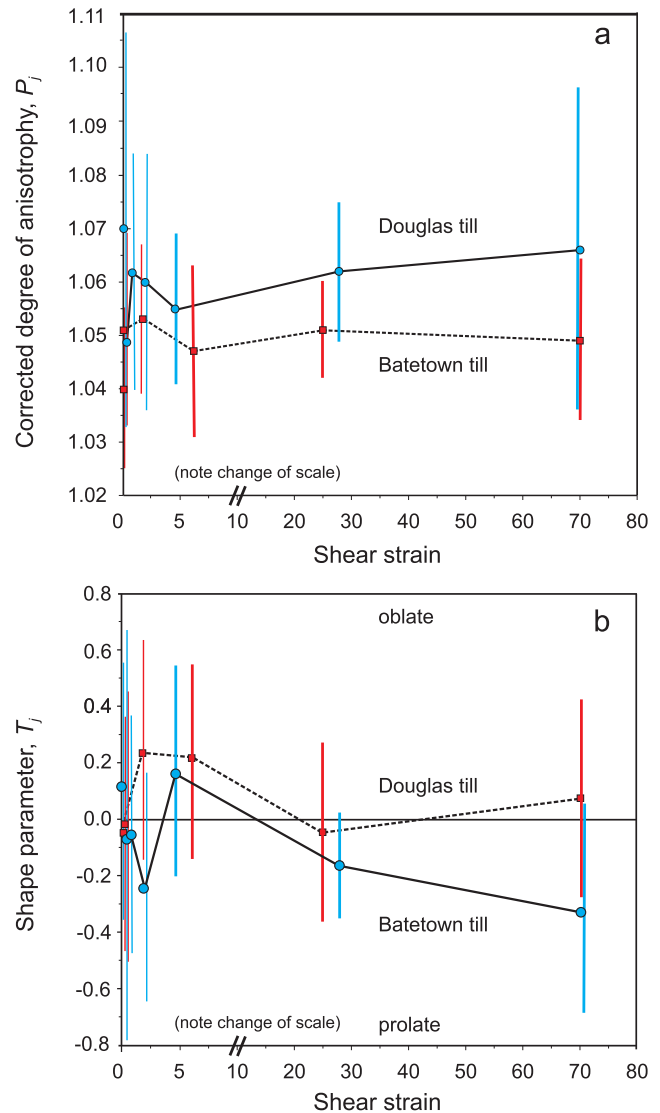 a
Corrected degree of anisotropy, Pj
1.11
1.10
1.09
1.08
1.07
1.06
1.05
1.04
1.03
1.02
Douglas till
Batetown till
(note change of scale)
0 5 10 20 30 40 50 60 70 80
Shear strain
b
Shape parameter, Tj
0.8
0.6
0.4
0.2
0.0
-0.2
-0.4
-0.6
-0.8
oblate
Douglas till
Batetown till
(note change of scale)
prolate
0 5 10 20 30 40 50 60 70 80
Shear strain